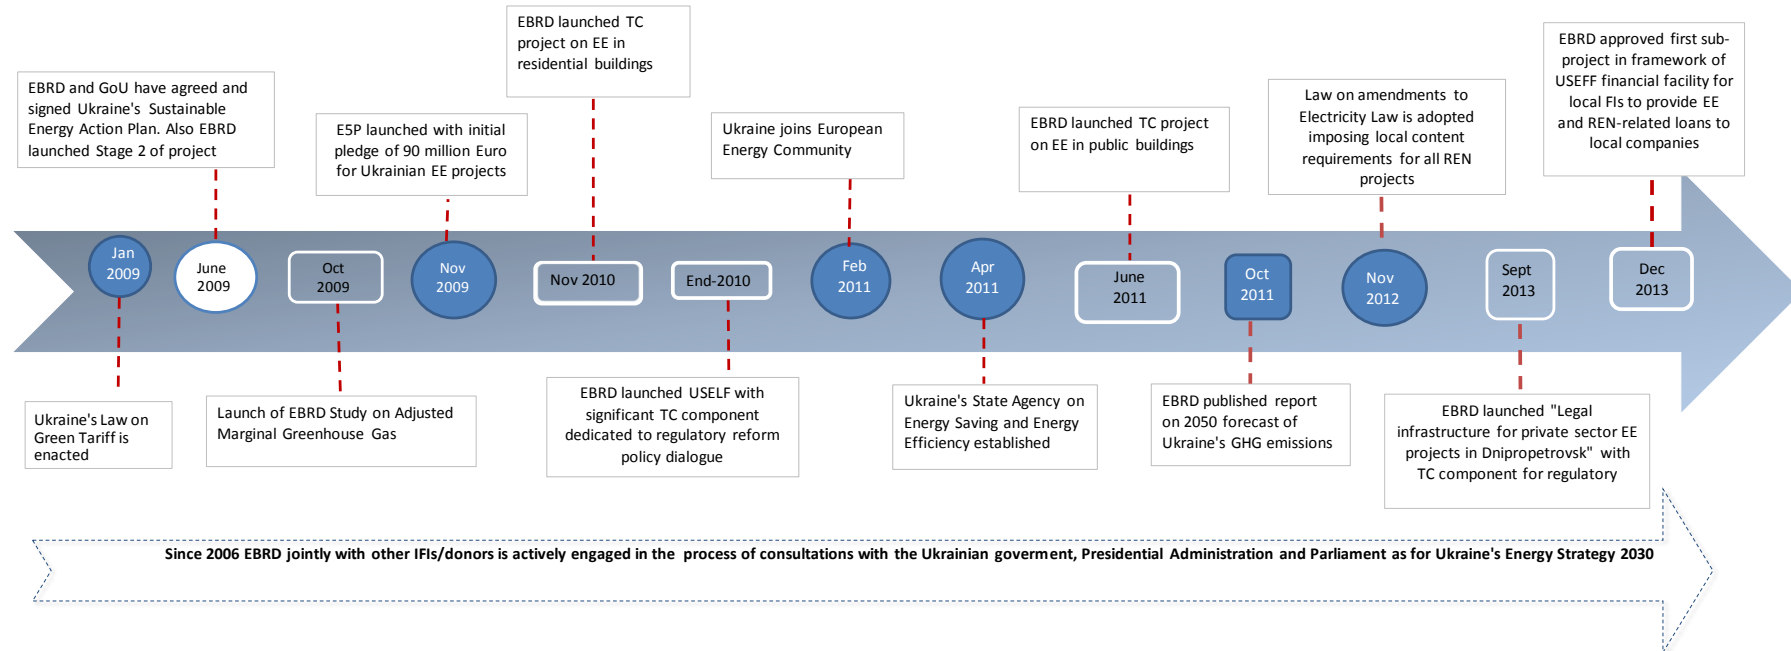 EBRD launched TC
project on EE in
residential buildings
EBRD approved first sub-
project in framework of
USEFF financial facility for
local FIs to provide EE
and REN-related loans to
local companies
EBRD and GoU have agreed and
signed Ukraine's Sustainable
Energy Action Plan. Also EBRD
launched Stage 2 of project
E5P launched with initial
pledge of 90 million Euro
for Ukrainian EE projects
Ukraine joins European
Energy Community
EBRD launched TC project
on EE in public buildings
Law on amendments to
Electricity Law is adopted
imposing local content
requirements for all REN
projects
Jan
2009
June
2009
Oct
2009
Nov
2009
Nov 2010
End-2010
Feb
2011
Apr
2011
June
2011
Oct
2011
Nov
2012
Sept
2013
Dec
2013
Ukraine's Law on
Green Tariff is
enacted
Launch of EBRD Study on Adjusted
Marginal Greenhouse Gas
EBRD launched USELF with
significant TC component
dedicated to regulatory reform
policy dialogue
Ukraine's State Agency on
Energy Saving and Energy
Efficiency established
EBRD published report
on 2050 forecast of
Ukraine's GHG emissions
EBRD launched "Legal
infrastructure for private sector EE
projects in Dnipropetrovsk" with
TC component for regulatory
Since 2006 EBRD jointly with other IFIs/donors is actively engaged in the process of consultations with the Ukrainian goverment, Presidential Administration and Parliament as for Ukraine's Energy Strategy 2030